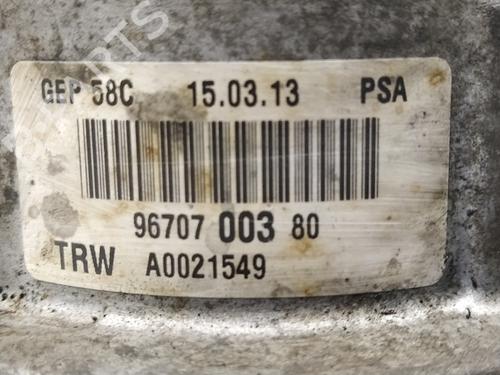 GEP 58C 15.03.13 PSA
96707 003 80
TRW A0021549